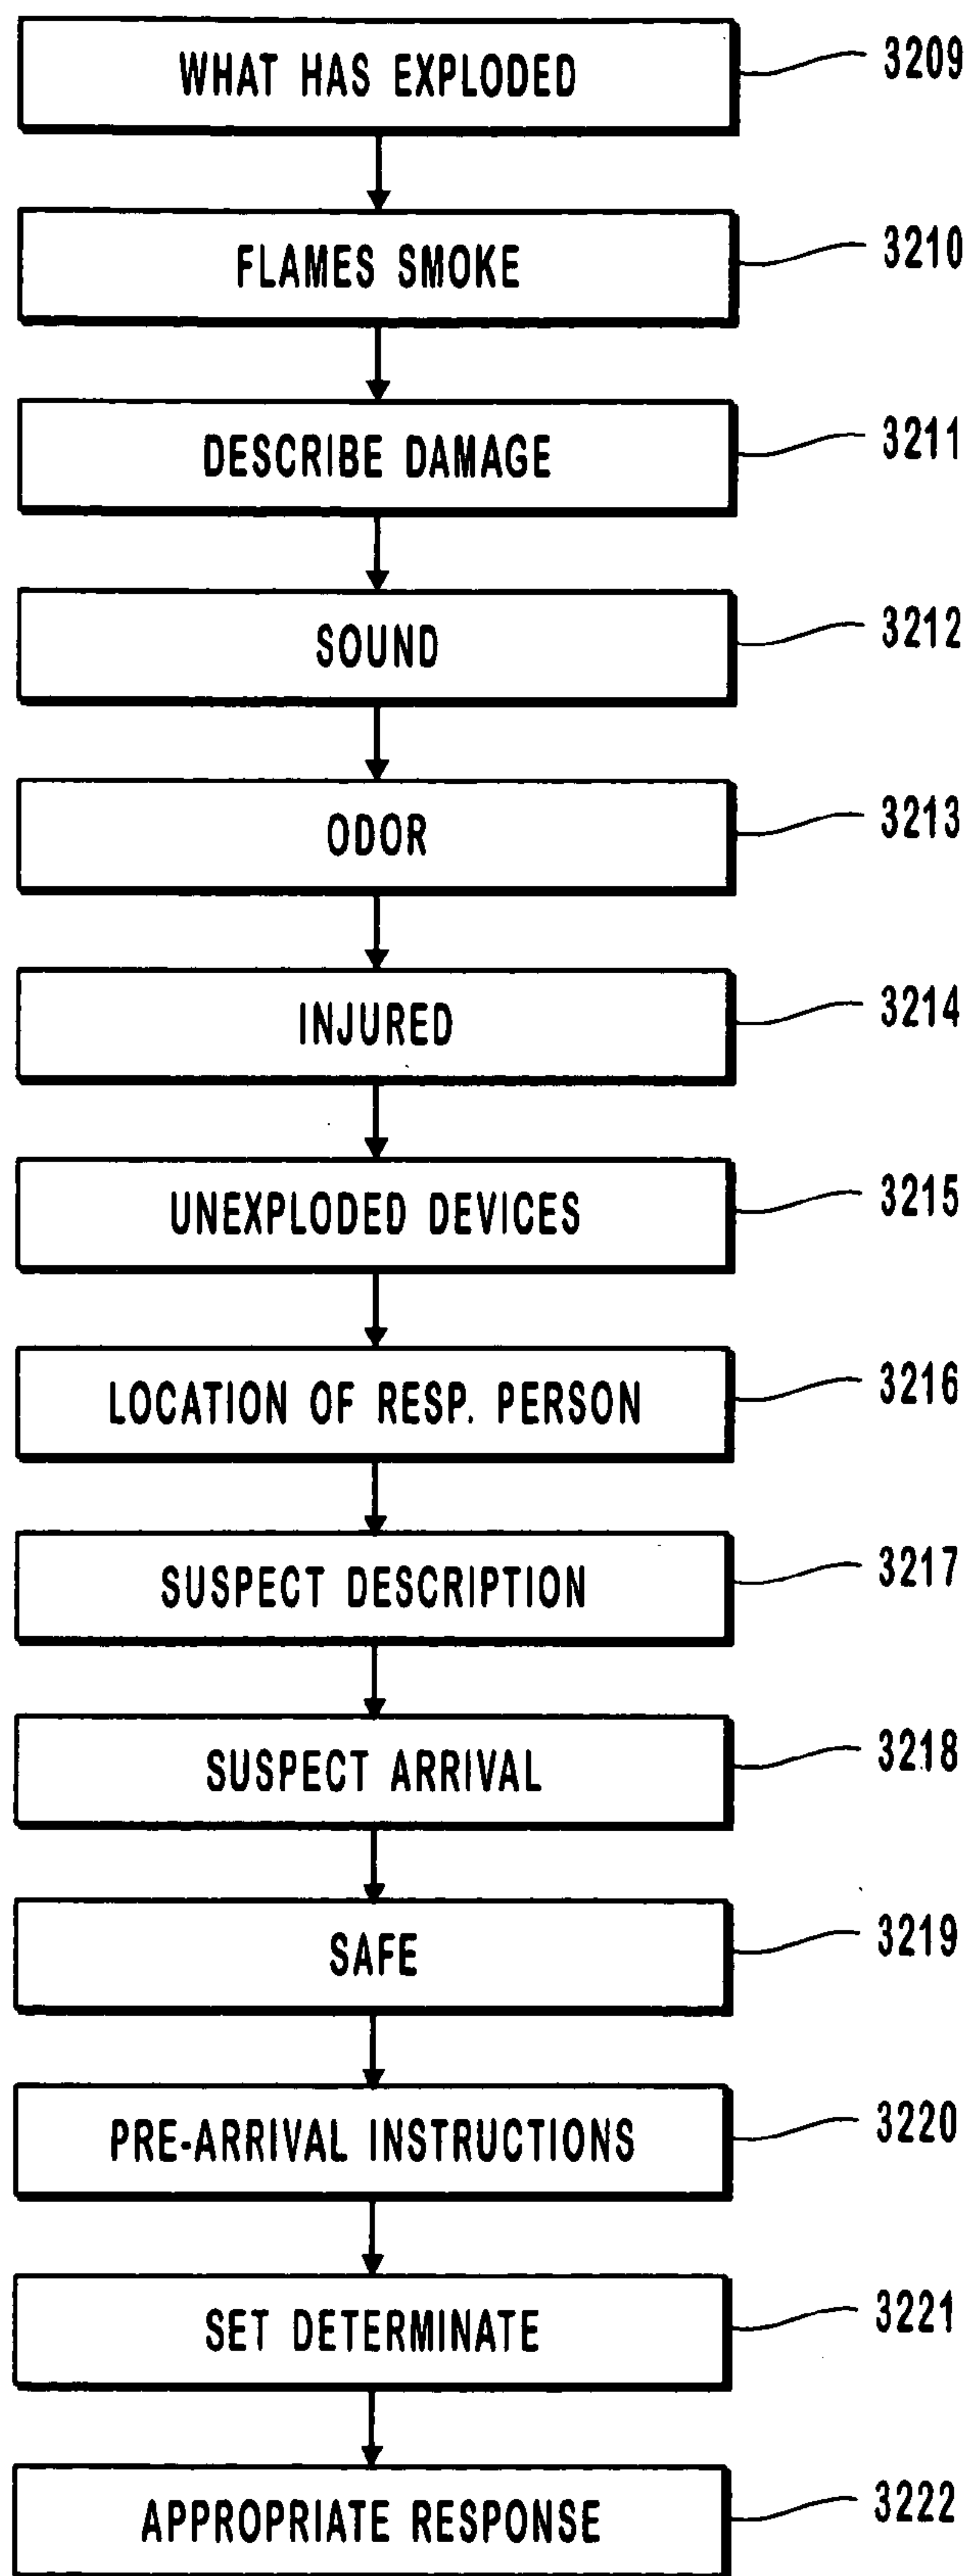 WHAT HAS EXPLODED 3209
FLAMES SMOKE 3210
DESCRIBE DAMAGE 3211
SOUND 3212
ODOR 3213
INJURED 3214
UNEXPLODED DEVICES 3215
LOCATION OF RESP. PERSON 3216
SUSPECT DESCRIPTION 3217
SUSPECT ARRIVAL 3218
SAFE 3219
PRE-ARRIVAL INSTRUCTIONS 3220
SET DETERMINATE 3221
APPROPRIATE RESPONSE 3222